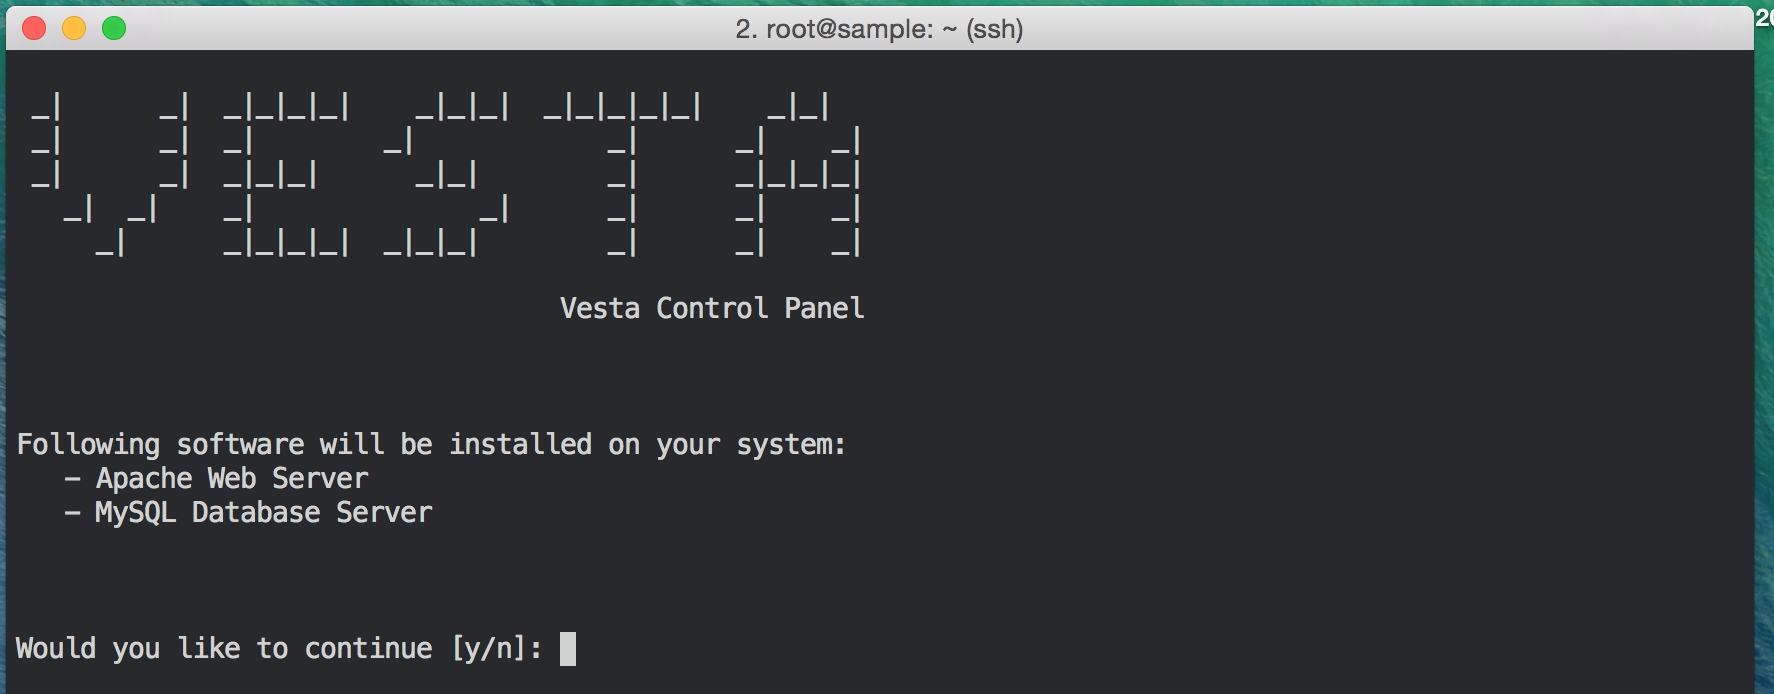 2. root@sample: ~ (ssh)
20
 _|      _|  _|_|_|_|    _|_|_|  _|_|_|_|_|    _|_|
 _|      _|  _|        _|            _|      _|    _|
 _|      _|  _|_|_|      _|_|        _|      _|_|_|_|
   _|  _|    _|              _|      _|      _|    _|
     _|      _|_|_|_|  _|_|_|        _|      _|    _|
Vesta Control Panel
Following software will be installed on your system:
- Apache Web Server
- MySQL Database Server
Would you like to continue [y/n]: